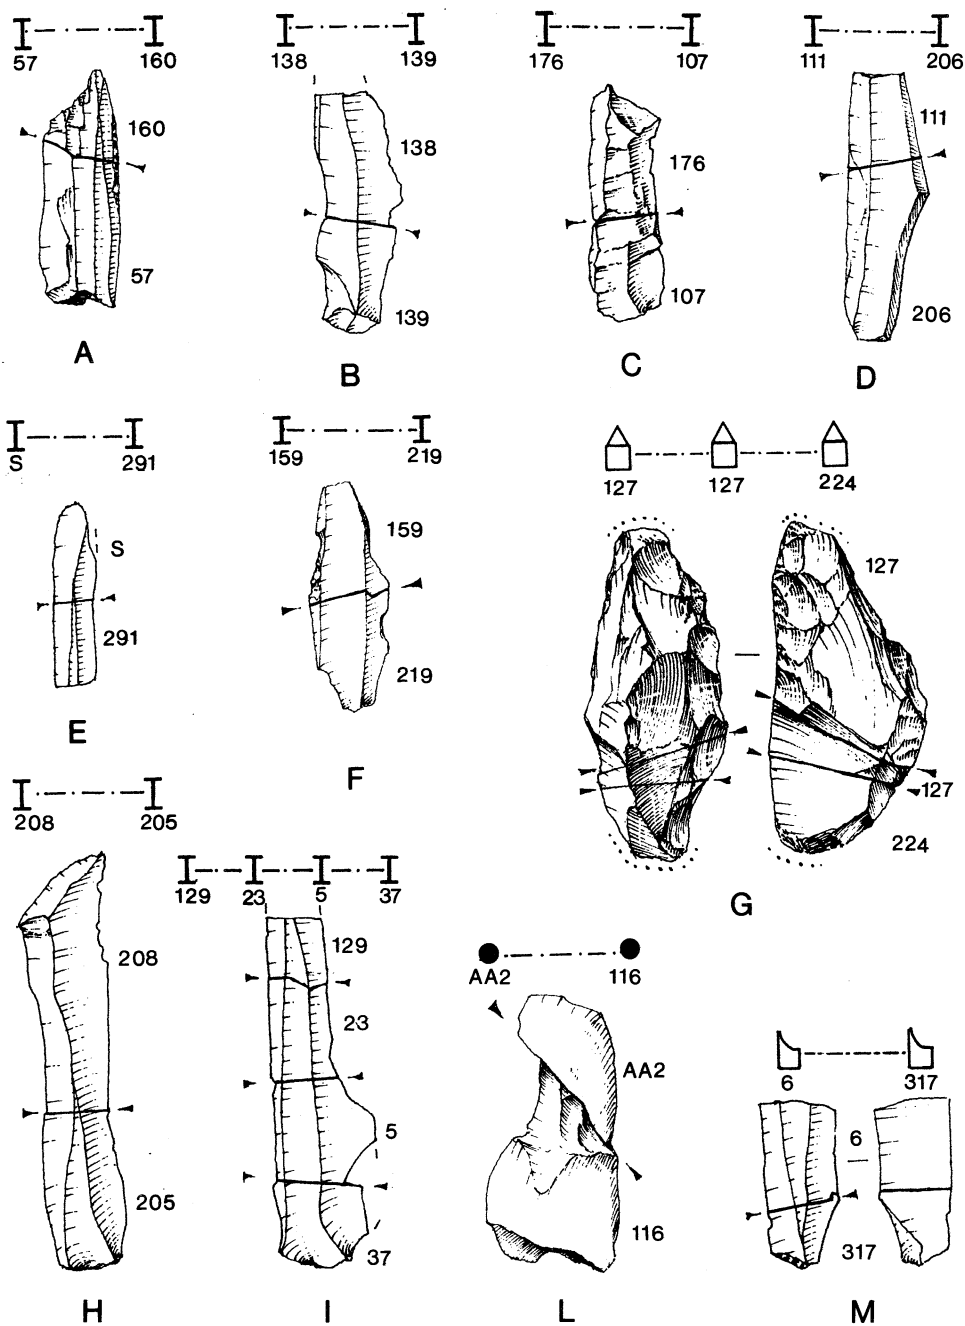 57 160
160
57
A
138 139
138
139
B
176 107
176
107
C
111 206
111
206
D
S 291
S
291
E
159 219
159
219
F
127 127 224
127
127
224
G
208 205
208
205
H
129 23 5 37
129
23
5
37
I
AA2 116
AA2
116
L
6 317
6
317
M